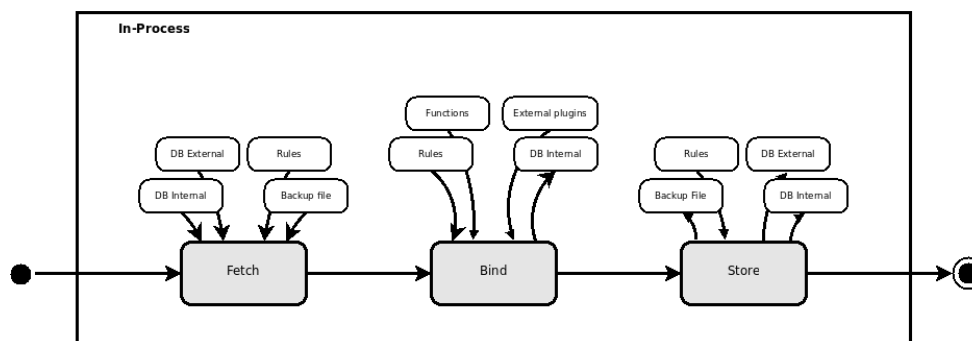 In-Process
Functions
External plugins
DB External
Rules
Rules
DB Internal
Rules
DB External
DB Internal
Backup file
Backup File
DB Internal
Fetch
Bind
Store